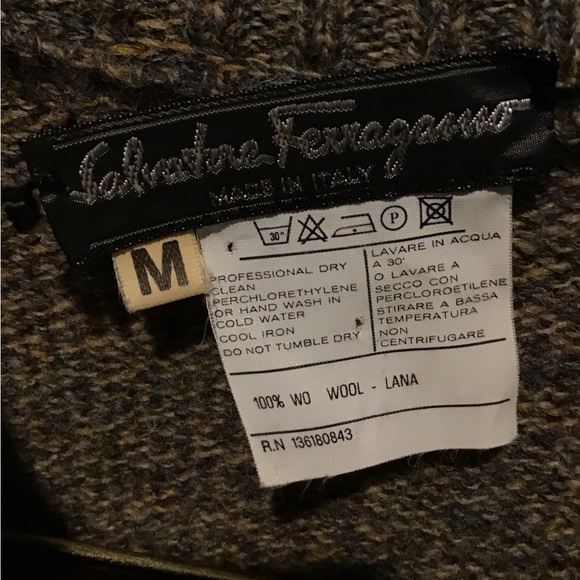 Salvatore Ferragamo
MADE IN ITALY
M
30°
P
PROFESSIONAL DRY
CLEAN
PERCHLORETHYLENE
OR HAND WASH IN
COLD WATER
COOL IRON
DO NOT TUMBLE DRY
LAVARE IN ACQUA
A 30°
O LAVARE A
SECCO CON
PERCLOROETILENE
STIRARE A BASSA
TEMPERATURA
NON
CENTRIFUGARE
100% WO WOOL - LANA
R.N 136180843